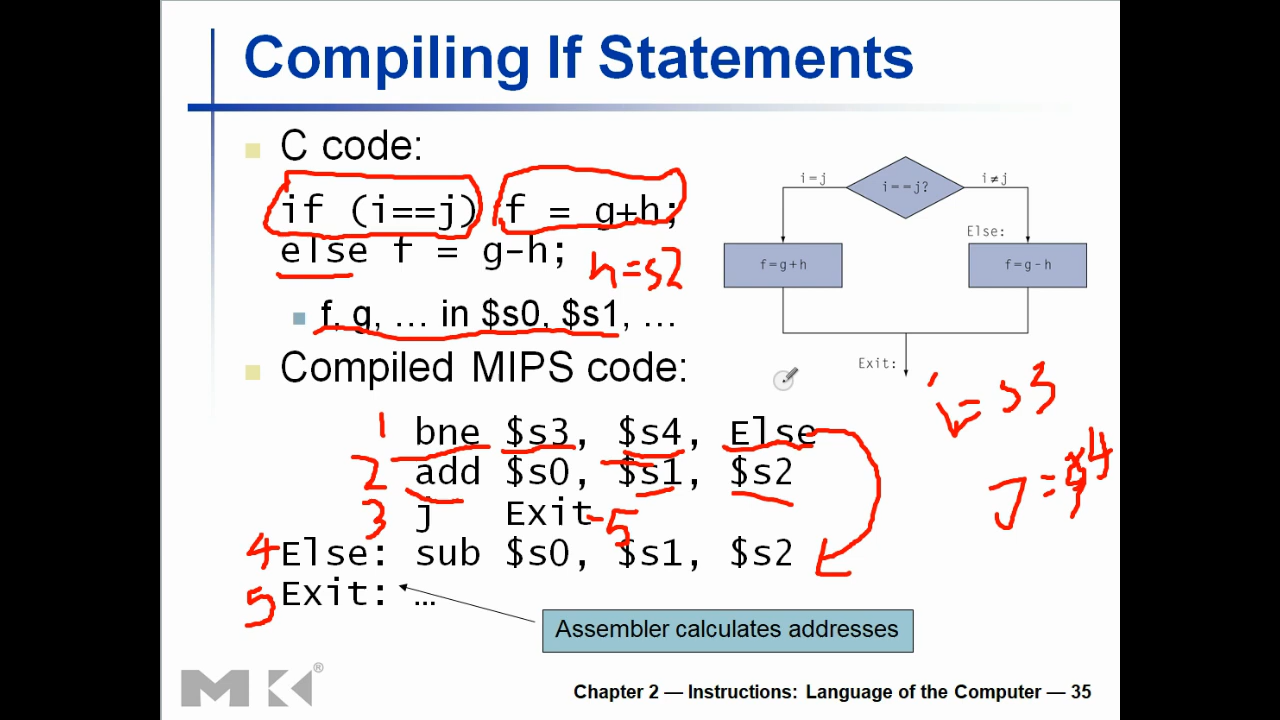 Compiling If Statements
C code:
if (i==j) f = g+h;
else f = g-h;
h=s2
f, g, … in $s0, $s1, …
i=j
i==j?
i≠j
Else:
f=g+h
f=g-h
Exit:
i=s3
Compiled MIPS code:
1 bne $s3, $s4, Else
2 add $s0, $s1, $s2
3 j Exit-5
4 Else: sub $s0, $s1, $s2
5 Exit: …
Assembler calculates addresses
MK®
Chapter 2 — Instructions: Language of the Computer — 35